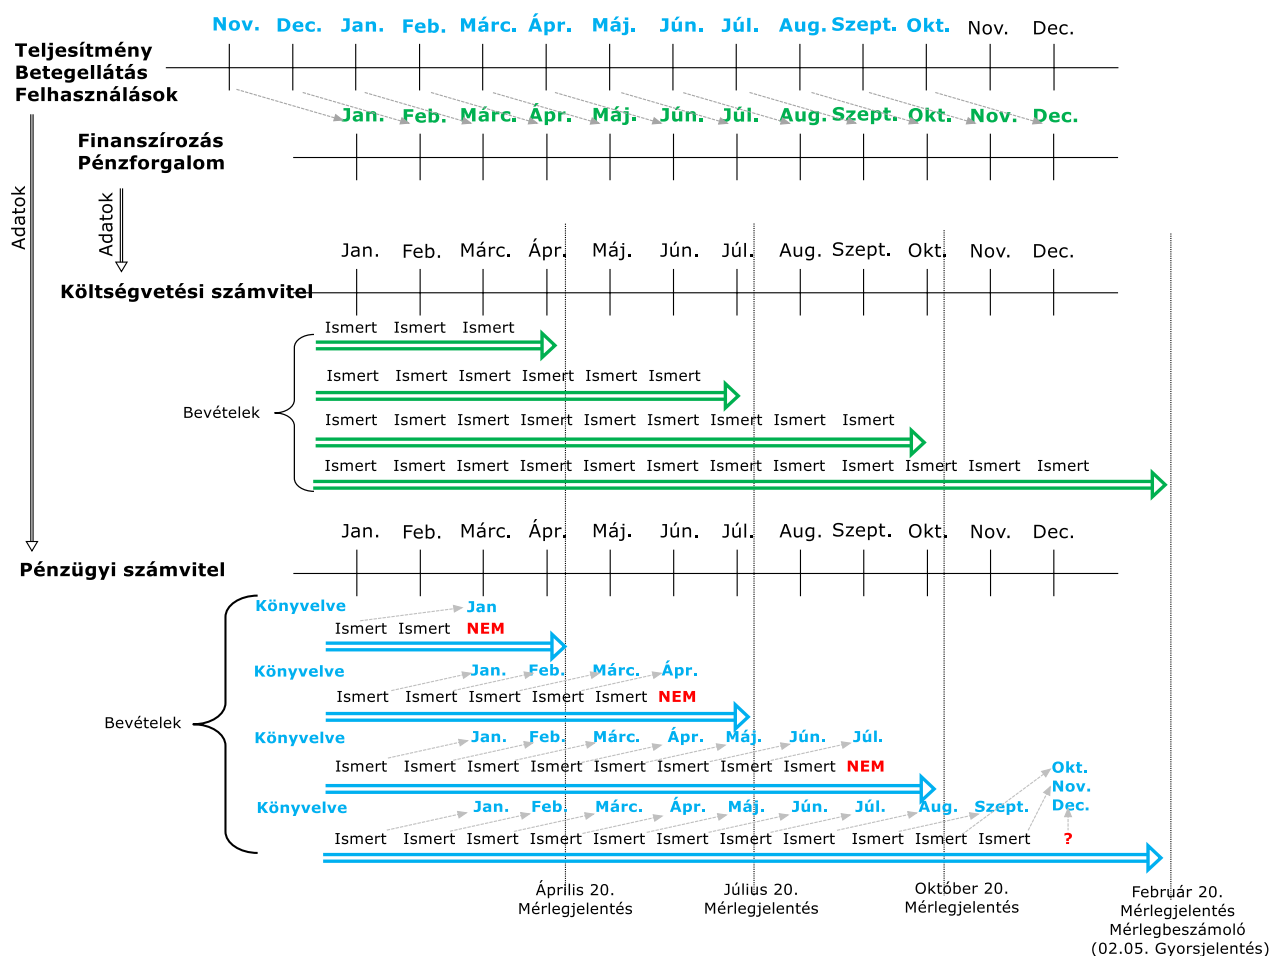 Nov. Dec. Jan. Feb. Márc. Ápr. Máj. Jún. Júl. Aug. Szept. Okt. Nov. Dec.
Teljesítmény
Betegellátás
Felhasználások
Jan. Feb. Márc. Ápr. Máj. Jún. Júl. Aug. Szept. Okt. Nov. Dec.
Finanszírozás
Pénzforgalom
Adatok
Adatok
Jan. Feb. Márc. Ápr. Máj. Jún. Júl. Aug. Szept. Okt. Nov. Dec.
Költségvetési számvitel
Ismert Ismert Ismert
Ismert Ismert Ismert Ismert Ismert Ismert
Bevételek
Ismert Ismert Ismert Ismert Ismert Ismert Ismert Ismert Ismert
Ismert Ismert Ismert Ismert Ismert Ismert Ismert Ismert Ismert Ismert Ismert Ismert
Jan. Feb. Márc. Ápr. Máj. Jún. Júl. Aug. Szept. Okt. Nov. Dec.
Pénzügyi számvitel
Könyvelve Jan
Ismert Ismert NEM
Könyvelve Jan. Feb. Márc. Ápr.
Ismert Ismert Ismert Ismert Ismert NEM
Bevételek
Könyvelve Jan. Feb. Márc. Ápr. Máj. Jún. Júl.
Ismert Ismert Ismert Ismert Ismert Ismert Ismert Ismert NEM
Okt.
Nov.
Könyvelve Jan. Feb. Márc. Ápr. Máj. Jún. Júl. Aug. Szept. Dec.
Ismert Ismert Ismert Ismert Ismert Ismert Ismert Ismert Ismert Ismert Ismert ?
Április 20.
Mérlegjelentés
Július 20.
Mérlegjelentés
Október 20.
Mérlegjelentés
Február 20.
Mérlegjelentés
Mérlegbeszámoló
(02.05. Gyorsjelentés)